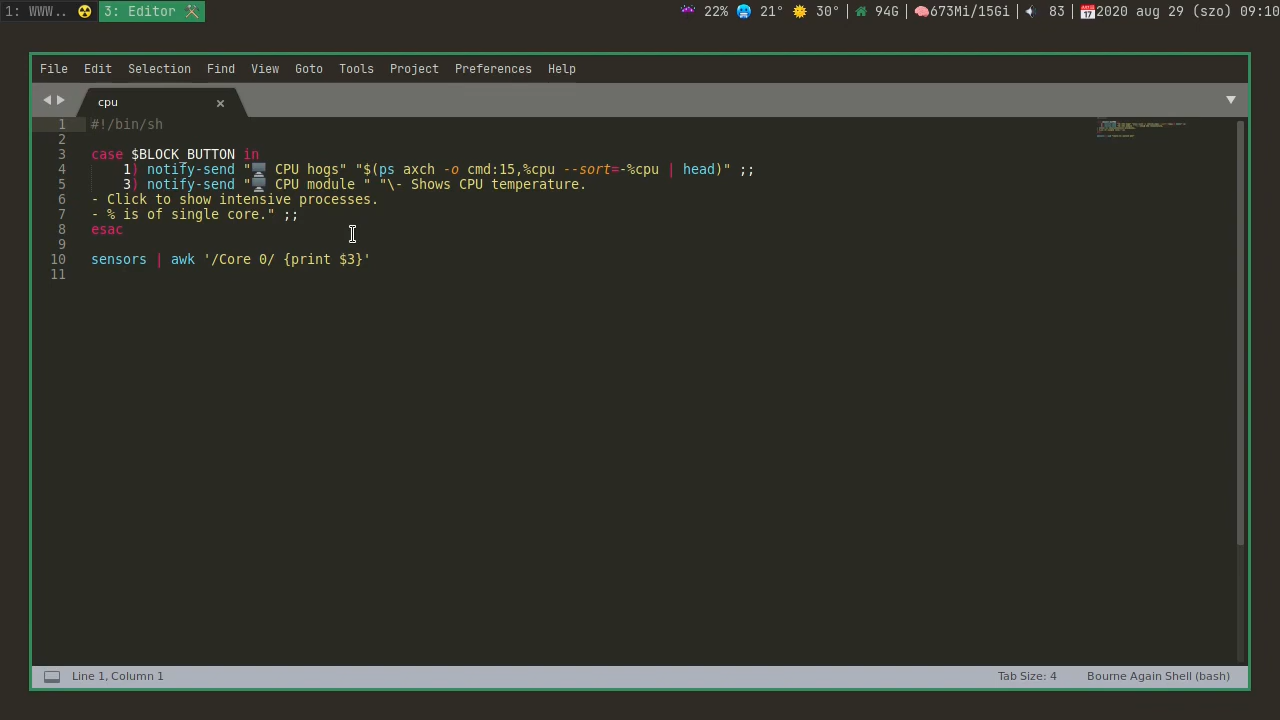 1: WWW.. ☢️ 3: Editor 🛠️ 22% 🥶 21° 🌞 30° | 94G | 🧠673Mi/15Gi | 83 | 📅2020 aug 29 (szo) 09:10
File Edit Selection Find View Goto Tools Project Preferences Help
cpu ×
1 #!/bin/sh
2
3 case $BLOCK_BUTTON in
4     1) notify-send "🖥️ CPU hogs" "$(ps axch -o cmd:15,%cpu --sort=-%cpu | head)" ;;
5     3) notify-send "🖥️ CPU module " "\- Shows CPU temperature.
6 - Click to show intensive processes.
7 - % is of single core." ;;
8 esac
9
10 sensors | awk '/Core 0/ {print $3}'
11
Line 1, Column 1 Tab Size: 4 Bourne Again Shell (bash)